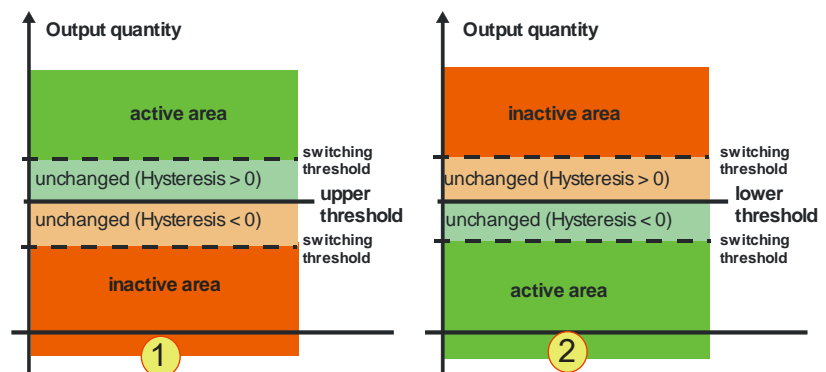 Output quantity
active area
switching
threshold
unchanged (Hysteresis > 0)
upper
threshold
unchanged (Hysteresis < 0)
switching
threshold
inactive area
1
Output quantity
inactive area
switching
threshold
unchanged (Hysteresis > 0)
lower
threshold
unchanged (Hysteresis < 0)
switching
threshold
active area
2